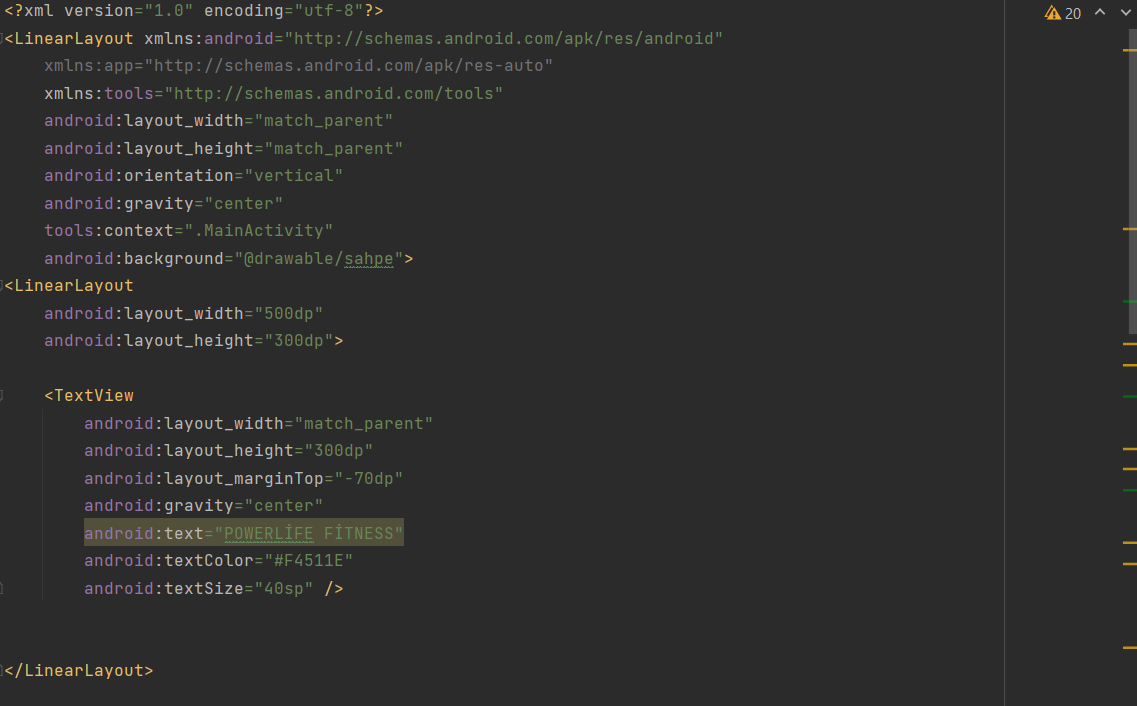 <?xml version="1.0" encoding="utf-8"?>
20
<LinearLayout xmlns:android="http://schemas.android.com/apk/res/android"
    xmlns:app="http://schemas.android.com/apk/res-auto"
    xmlns:tools="http://schemas.android.com/tools"
    android:layout_width="match_parent"
    android:layout_height="match_parent"
    android:orientation="vertical"
    android:gravity="center"
    tools:context=".MainActivity"
    android:background="@drawable/sahpe">
<LinearLayout
    android:layout_width="500dp"
    android:layout_height="300dp">
    <TextView
        android:layout_width="match_parent"
        android:layout_height="300dp"
        android:layout_marginTop="-70dp"
        android:gravity="center"
        android:text="POWERLİFE FİTNESS"
        android:textColor="#F4511E"
        android:textSize="40sp" />
</LinearLayout>